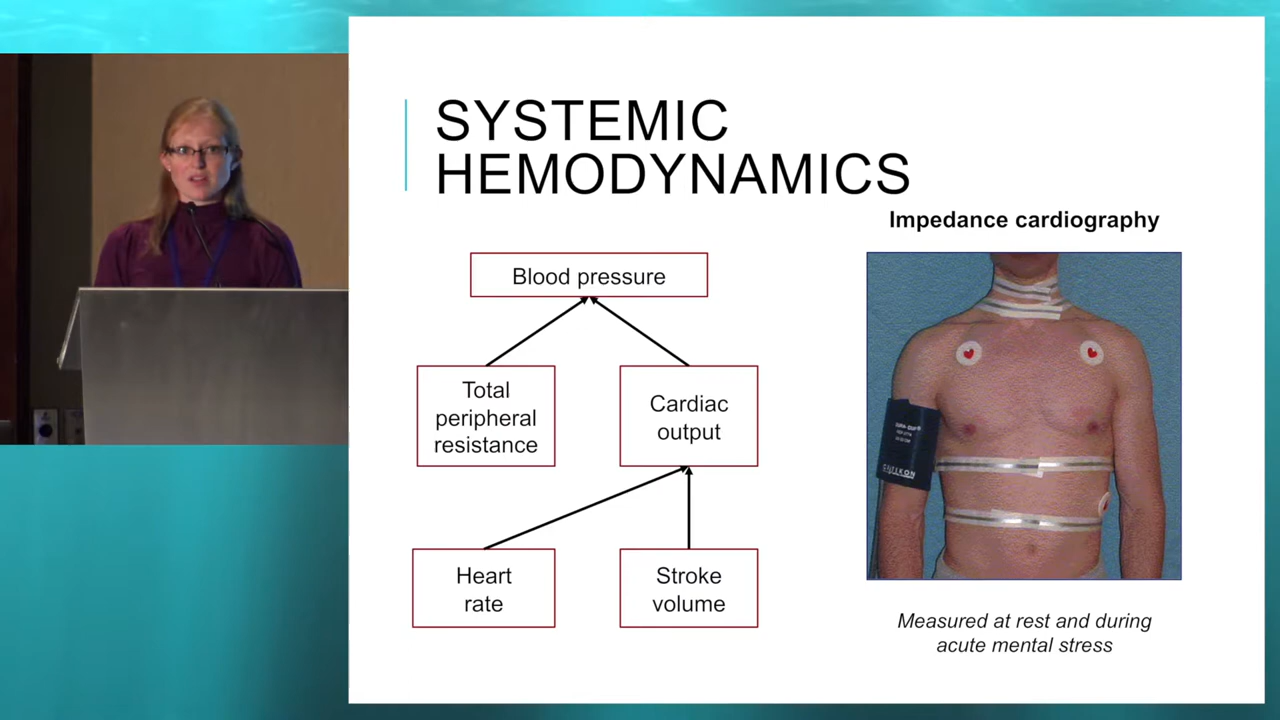 SYSTEMIC
HEMODYNAMICS
Impedance cardiography
Blood pressure
Total
peripheral
resistance
Cardiac
output
Heart
rate
Stroke
volume
Measured at rest and during
acute mental stress